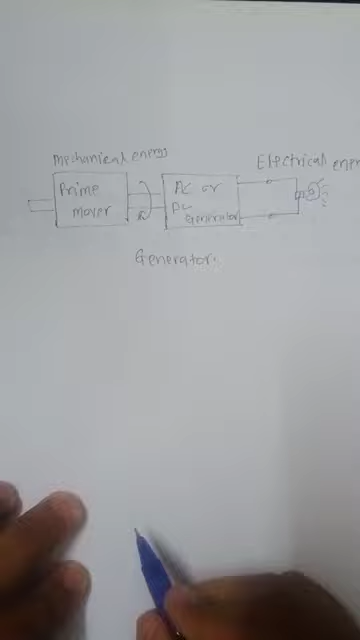 Mechanical energy
Electrical ener
Prime
mover
AC or
DC
Generator
Generator.